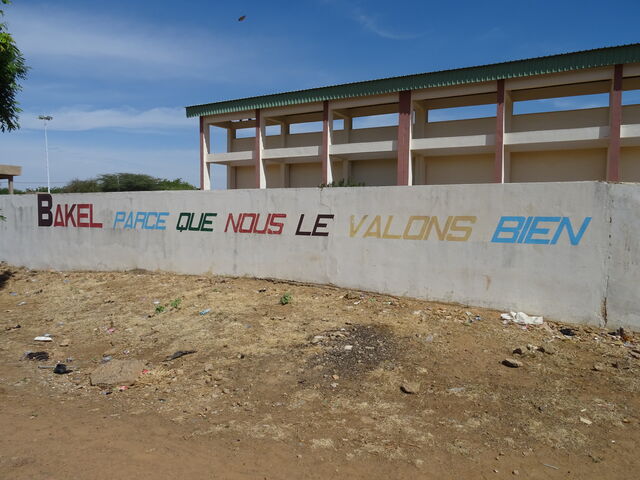 BAKEL PARCE QUE NOUS LE VALONS BIEN